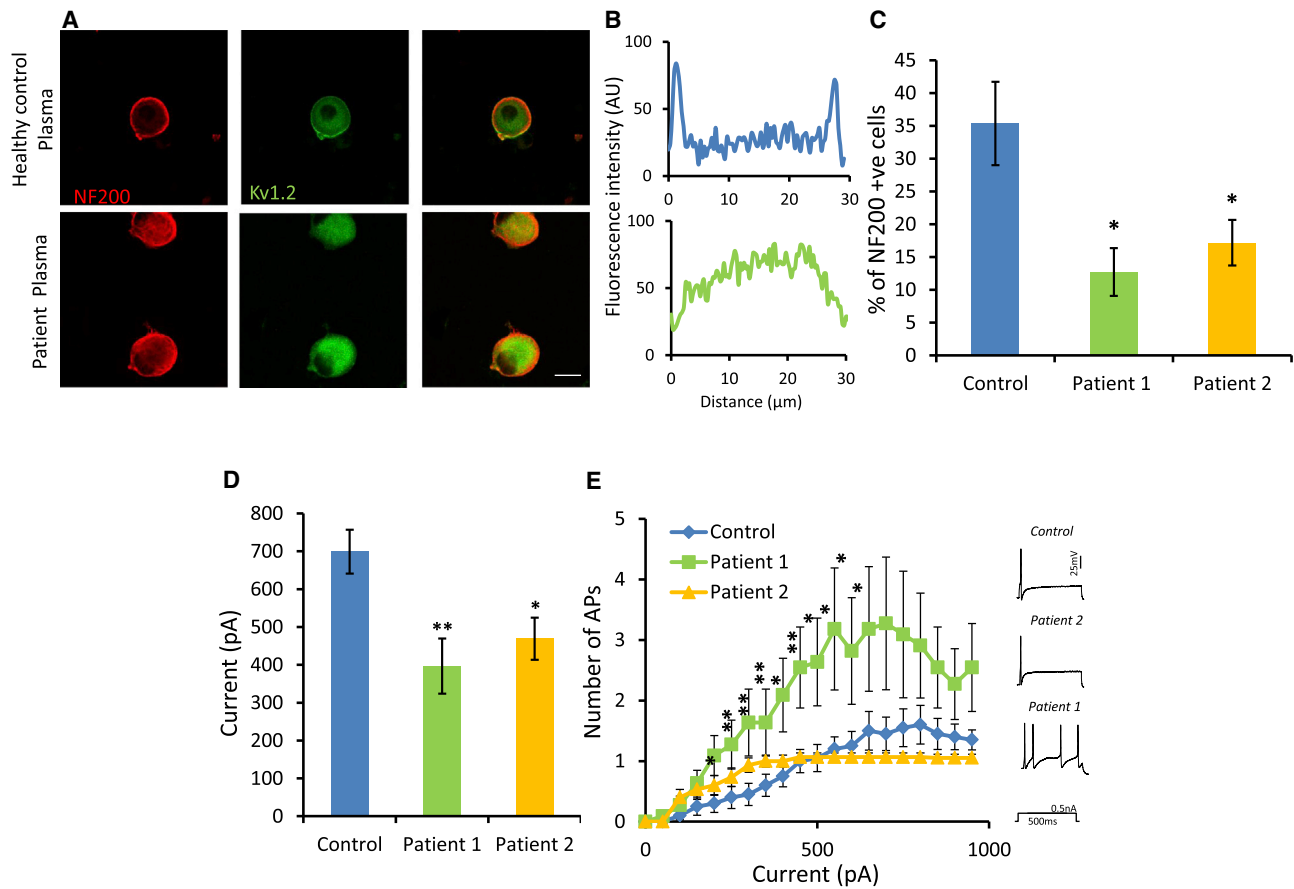 A
Healthy control
Plasma
NF200
Kv1.2
Patient Plasma
B
Fluorescence intensity (AU)
100
50
0
0 10 20 30
100
50
0
0 10 20 30
Distance (µm)
C
% of NF200 +ve cells
45
40
35
30
25
20
15
10
5
0
*
*
Control Patient 1 Patient 2
D
Current (pA)
800
700
600
500
400
300
200
100
0
**
*
Control Patient 1 Patient 2
E
Number of APs
5
4
3
2
1
0
Control
Patient 1
Patient 2
*
**
**
**
*
**
*
*
*
*
0 500 1000
Current (pA)
Control
25mV
Patient 2
Patient 1
0.5nA
500ms